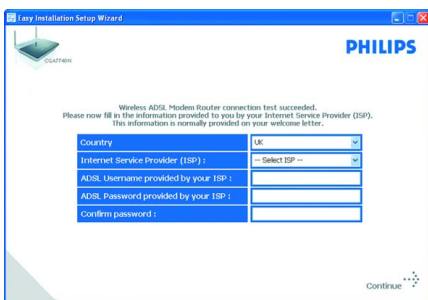 Easy Installation Setup Wizard
PHILIPS
CGA7740N
Wireless ADSL Modem Router connection test succeeded.
Please now fill in the information provided to you by your Internet Service Provider (ISP).
This information is normally provided on your welcome letter.
Country
UK
Internet Service Provider (ISP) :
-- Select ISP --
ADSL Username provided by your ISP :
ADSL Password provided by your ISP :
Confirm password :
Continue